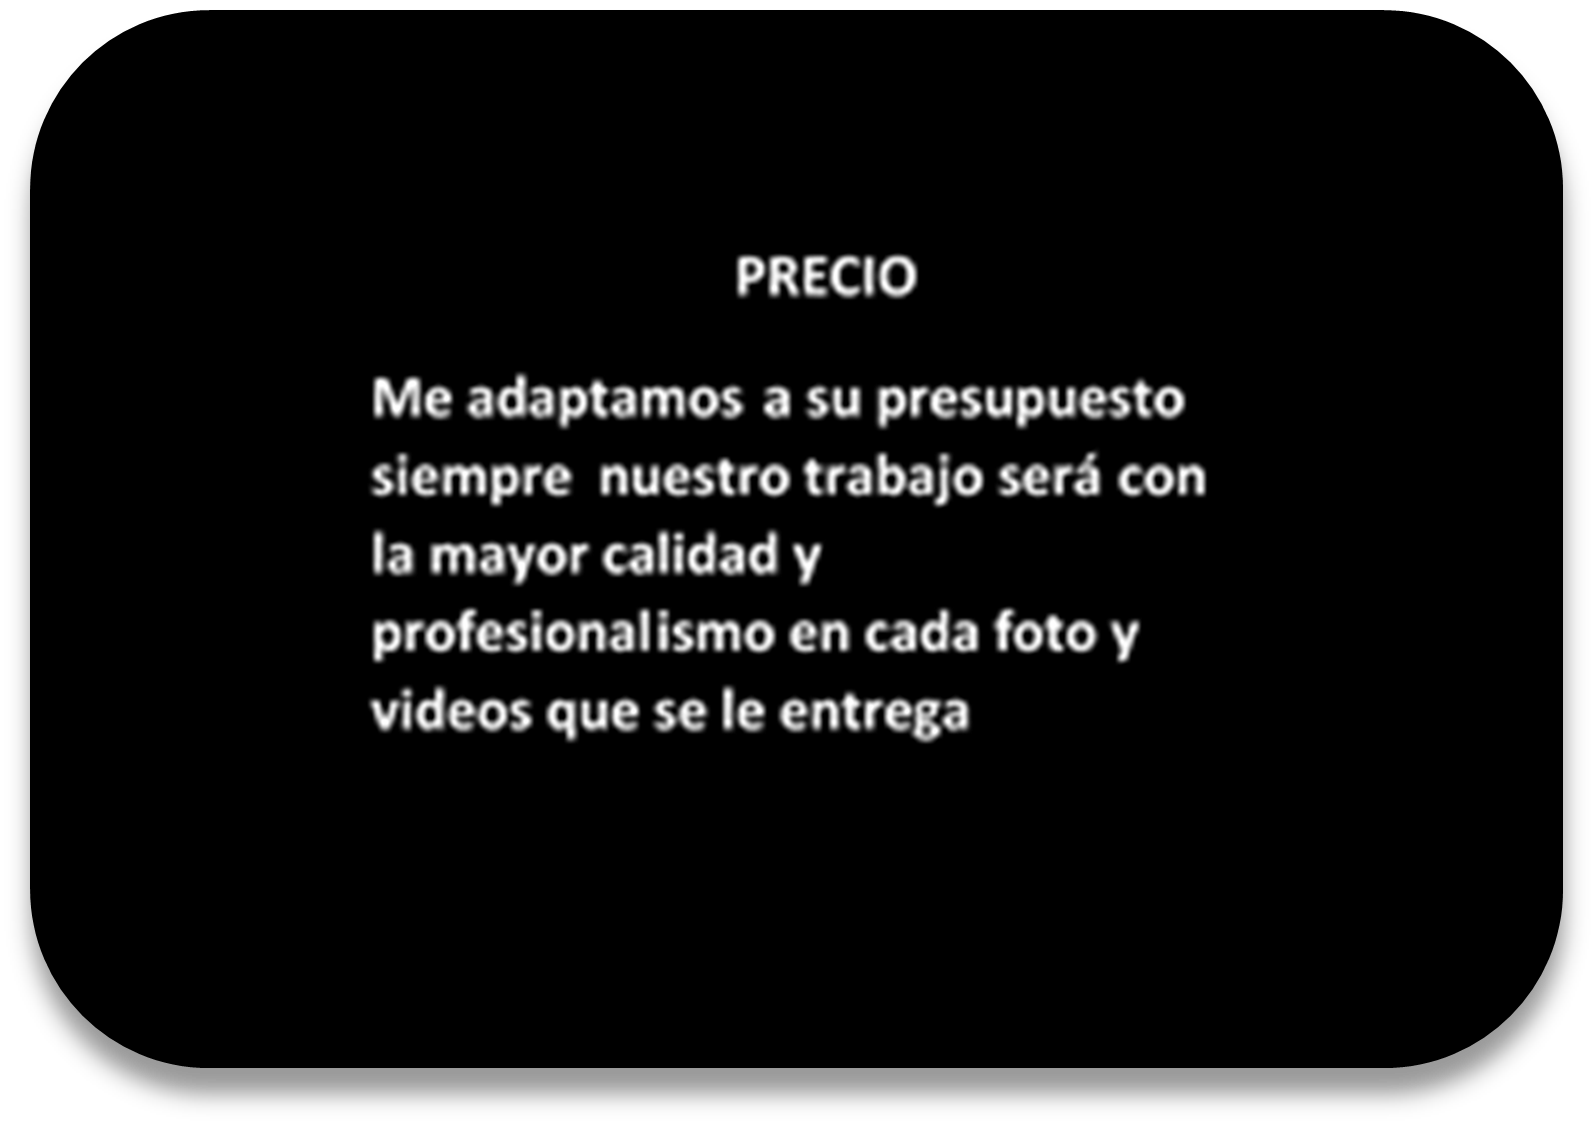 PRECIO
Me adaptamos a su presupuesto
siempre nuestro trabajo será con
la mayor calidad y
profesionalismo en cada foto y
videos que se le entrega